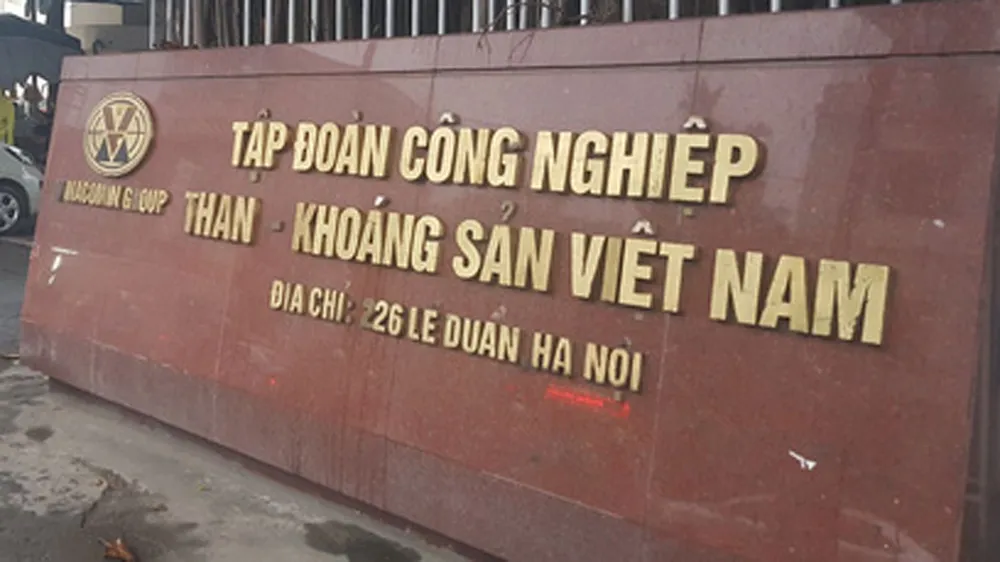 VINACOMIN GROUP
TẬP ĐOÀN CÔNG NGHIỆP
THAN - KHOÁNG SẢN VIỆT NAM
ĐỊA CHỈ: 226 LÊ DUẨN HÀ NỘI